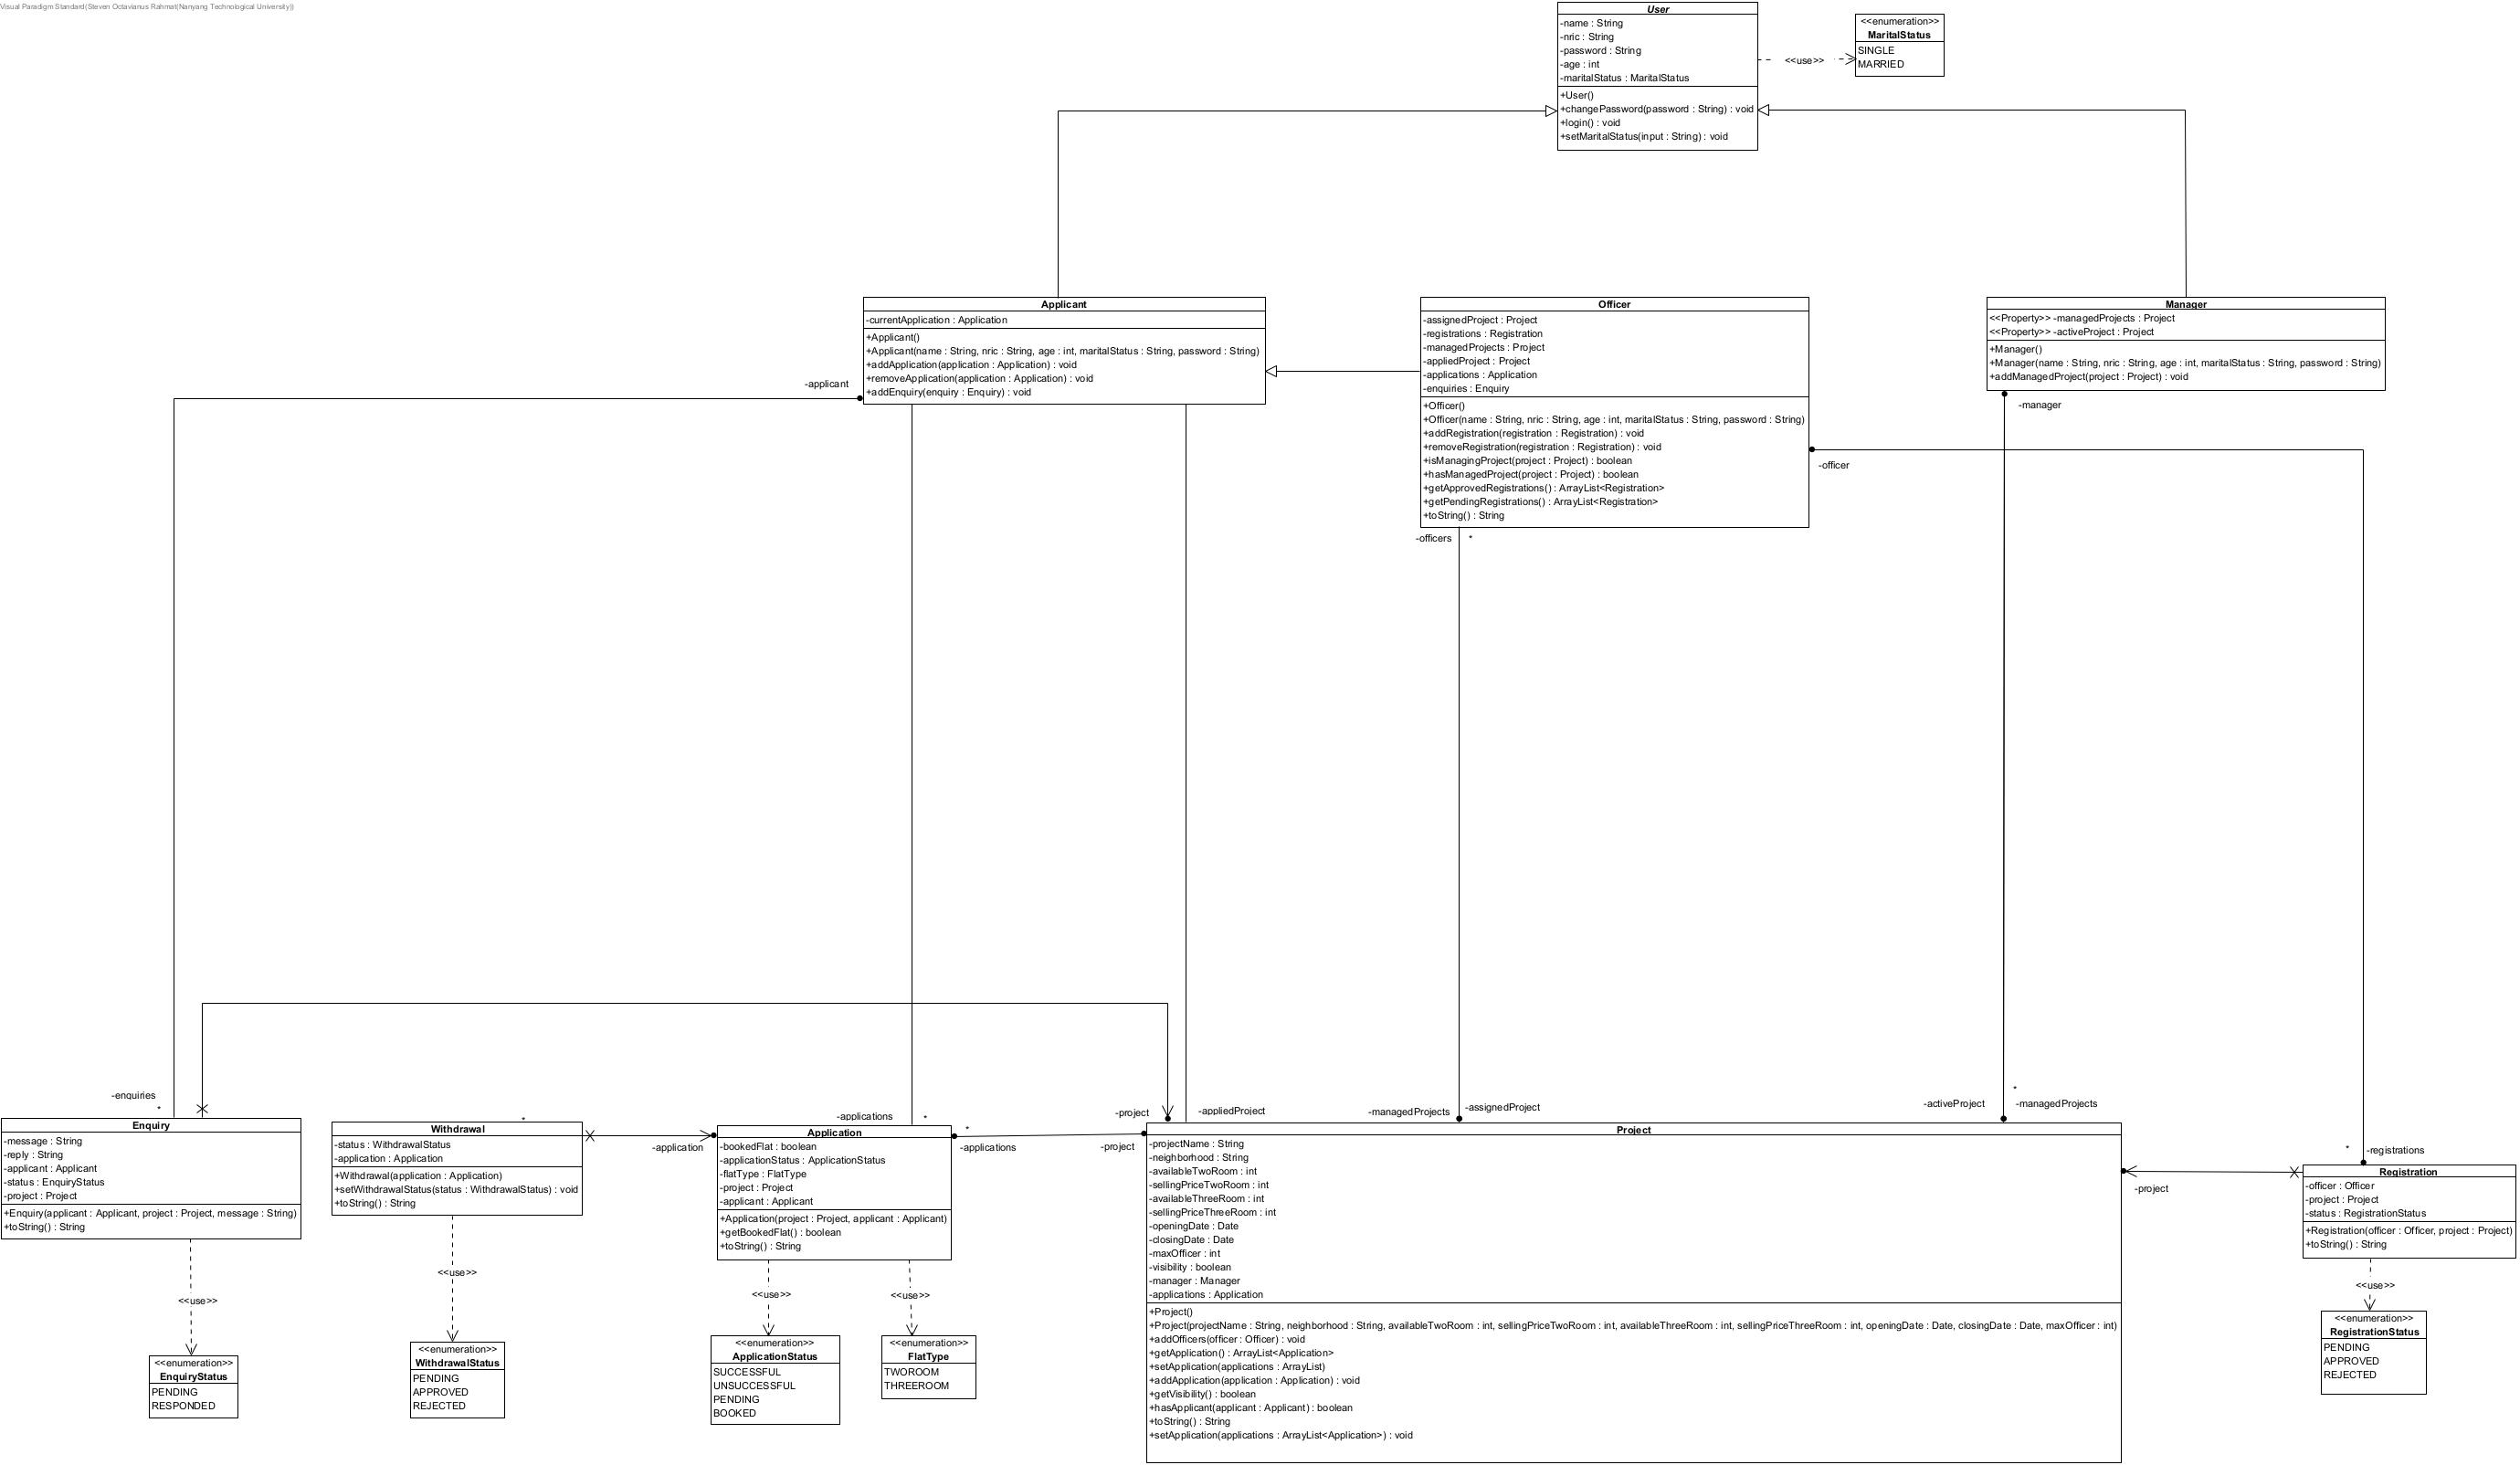 Visual Paradigm Standard(Steven Octavianus Rahmat(Nanyang Technological University))
User
-name : String
-nric : String
-password : String
-age : int
-maritalStatus : MaritalStatus
+User()
+changePassword(password : String) : void
+login() : void
+setMaritalStatus(input : String) : void
<<use>>
<<enumeration>>
MaritalStatus
SINGLE
MARRIED
Applicant
-currentApplication : Application
+Applicant()
+Applicant(name : String, nric : String, age : int, maritalStatus : String, password : String)
+addApplication(application : Application) : void
+removeApplication(application : Application) : void
+addEnquiry(enquiry : Enquiry) : void
-applicant
Officer
-assignedProject : Project
-registrations : Registration
-managedProjects : Project
-appliedProject : Project
-applications : Application
-enquiries : Enquiry
+Officer()
+Officer(name : String, nric : String, age : int, maritalStatus : String, password : String)
+addRegistration(registration : Registration) : void
+removeRegistration(registration : Registration) : void
+isManagingProject(project : Project) : boolean
+hasManagedProject(project : Project) : boolean
+getApprovedRegistrations() : ArrayList<Registration>
+getPendingRegistrations() : ArrayList<Registration>
+toString() : String
-officers
*
-officer
Manager
<<Property>> -managedProjects : Project
<<Property>> -activeProject : Project
+Manager()
+Manager(name : String, nric : String, age : int, maritalStatus : String, password : String)
+addManagedProject(project : Project) : void
-manager
-enquiries
*
Enquiry
-message : String
-reply : String
-applicant : Applicant
-status : EnquiryStatus
-project : Project
+Enquiry(applicant : Applicant, project : Project, message : String)
+toString() : String
<<use>>
<<enumeration>>
EnquiryStatus
PENDING
RESPONDED
*
Withdrawal
-status : WithdrawalStatus
-application : Application
+Withdrawal(application : Application)
+setWithdrawalStatus(status : WithdrawalStatus) : void
+toString() : String
-application
<<use>>
<<enumeration>>
WithdrawalStatus
PENDING
APPROVED
REJECTED
-applications
*
Application
-bookedFlat : boolean
-applicationStatus : ApplicationStatus
-flatType : FlatType
-project : Project
-applicant : Applicant
+Application(project : Project, applicant : Applicant)
+getBookedFlat() : boolean
+toString() : String
*
-applications
-project
<<use>>
<<use>>
<<enumeration>>
ApplicationStatus
SUCCESSFUL
UNSUCCESSFUL
PENDING
BOOKED
<<enumeration>>
FlatType
TWOROOM
THREEROOM
-project
-appliedProject
-managedProjects
-assignedProject
-activeProject
*
-managedProjects
Project
-projectName : String
-neighborhood : String
-availableTwoRoom : int
-sellingPriceTwoRoom : int
-availableThreeRoom : int
-sellingPriceThreeRoom : int
-openingDate : Date
-closingDate : Date
-maxOfficer : int
-visibility : boolean
-manager : Manager
-applications : Application
+Project()
+Project(projectName : String, neighborhood : String, availableTwoRoom : int, sellingPriceTwoRoom : int, availableThreeRoom : int, sellingPriceThreeRoom : int, openingDate : Date, closingDate : Date, maxOfficer : int)
+addOfficers(officer : Officer) : void
+getApplication() : ArrayList<Application>
+setApplication(applications : ArrayList)
+addApplication(application : Application) : void
+getVisibility() : boolean
+hasApplicant(applicant : Applicant) : boolean
+toString() : String
+setApplication(applications : ArrayList<Application>) : void
-project
*
-registrations
Registration
-officer : Officer
-project : Project
-status : RegistrationStatus
+Registration(officer : Officer, project : Project)
+toString() : String
<<use>>
<<enumeration>>
RegistrationStatus
PENDING
APPROVED
REJECTED